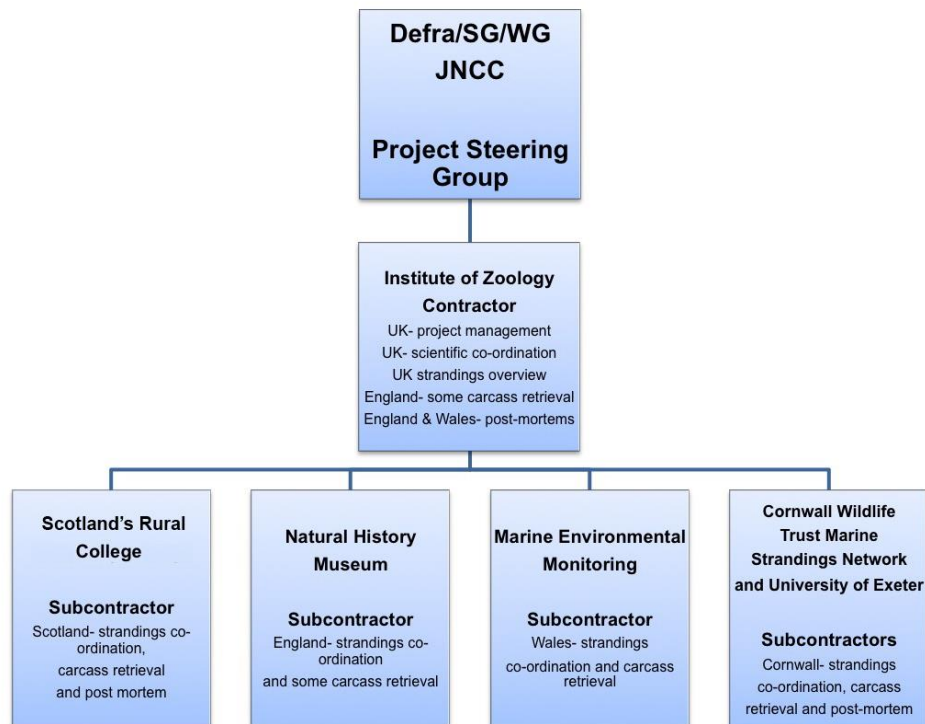 Defra/SG/WG
JNCC
Project Steering
Group
Institute of Zoology
Contractor
UK- project management
UK- scientific co-ordination
UK strandings overview
England- some carcass retrieval
England & Wales- post-mortems
Scotland's Rural
College
Subcontractor
Scotland- strandings co-
ordination,
carcass retrieval
and post mortem
Natural History
Museum
Subcontractor
England- strandings co-
ordination
and some carcass retrieval
Marine Environmental
Monitoring
Subcontractor
Wales- strandings
co-ordination and carcass
retrieval
Cornwall Wildlife
Trust Marine
Strandings Network
and University of Exeter
Subcontractors
Cornwall- strandings
co-ordination, carcass
retrieval and post-mortem